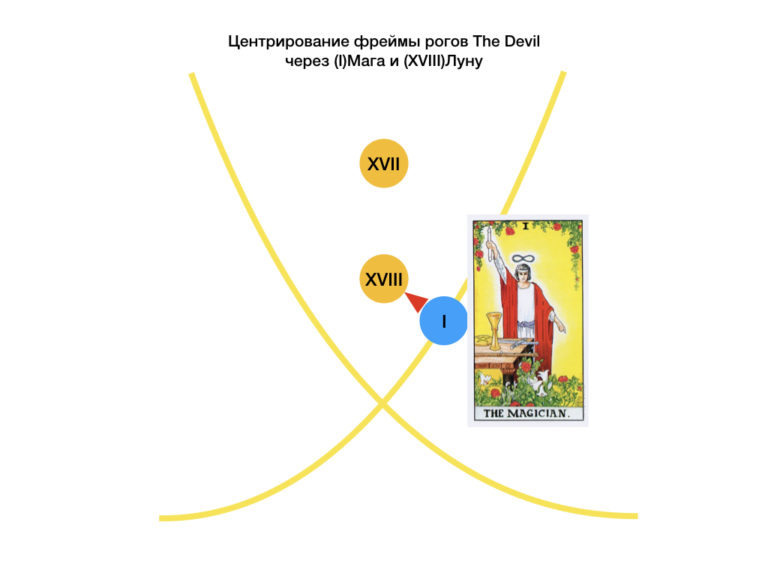 Центрирование фреймы рогов The Devil
через (I)Мага и (XVIII)Луну
XVII
XVIII
I
I
THE MAGICIAN.